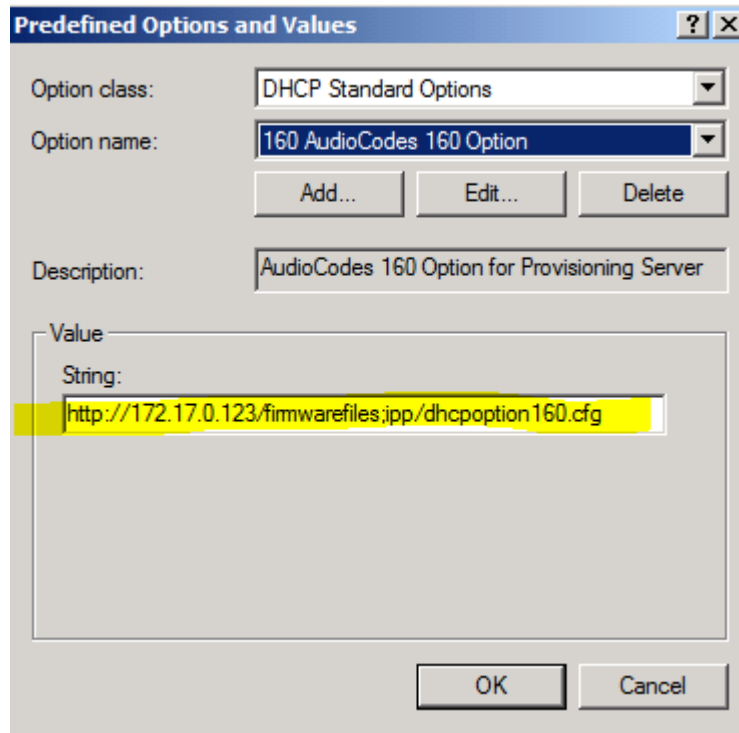 Predefined Options and Values
Option class: DHCP Standard Options
Option name: 160 AudioCodes 160 Option
Add... Edit... Delete
Description: AudioCodes 160 Option for Provisioning Server
Value
String:
http://172.17.0.123/firmwarefiles;ipp/dhcpoption160.cfg
OK Cancel